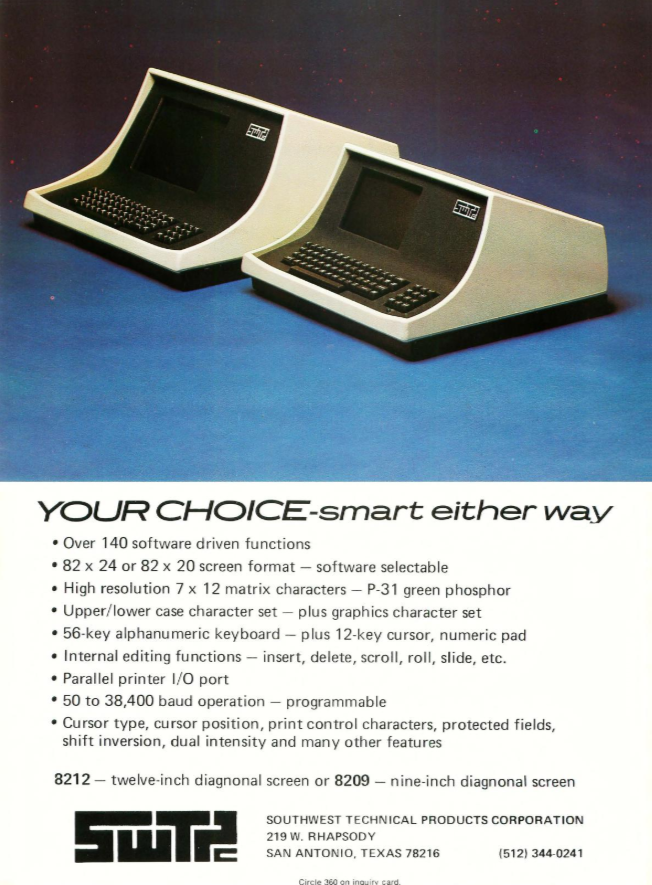 SWTPC
SWTPC
YOUR CHOICE-smart either way
• Over 140 software driven functions
• 82 x 24 or 82 x 20 screen format — software selectable
• High resolution 7 x 12 matrix characters — P-31 green phosphor
• Upper/lower case character set — plus graphics character set
• 56-key alphanumeric keyboard — plus 12-key cursor, numeric pad
• Internal editing functions — insert, delete, scroll, roll, slide, etc.
• Parallel printer I/O port
• 50 to 38,400 baud operation — programmable
• Cursor type, cursor position, print control characters, protected fields,
shift inversion, dual intensity and many other features
8212 — twelve-inch diagnonal screen or 8209 — nine-inch diagnonal screen
SWTPC
SOUTHWEST TECHNICAL PRODUCTS CORPORATION
219 W. RHAPSODY
SAN ANTONIO, TEXAS 78216 (512) 344-0241
Circle 360 on inquiry card.